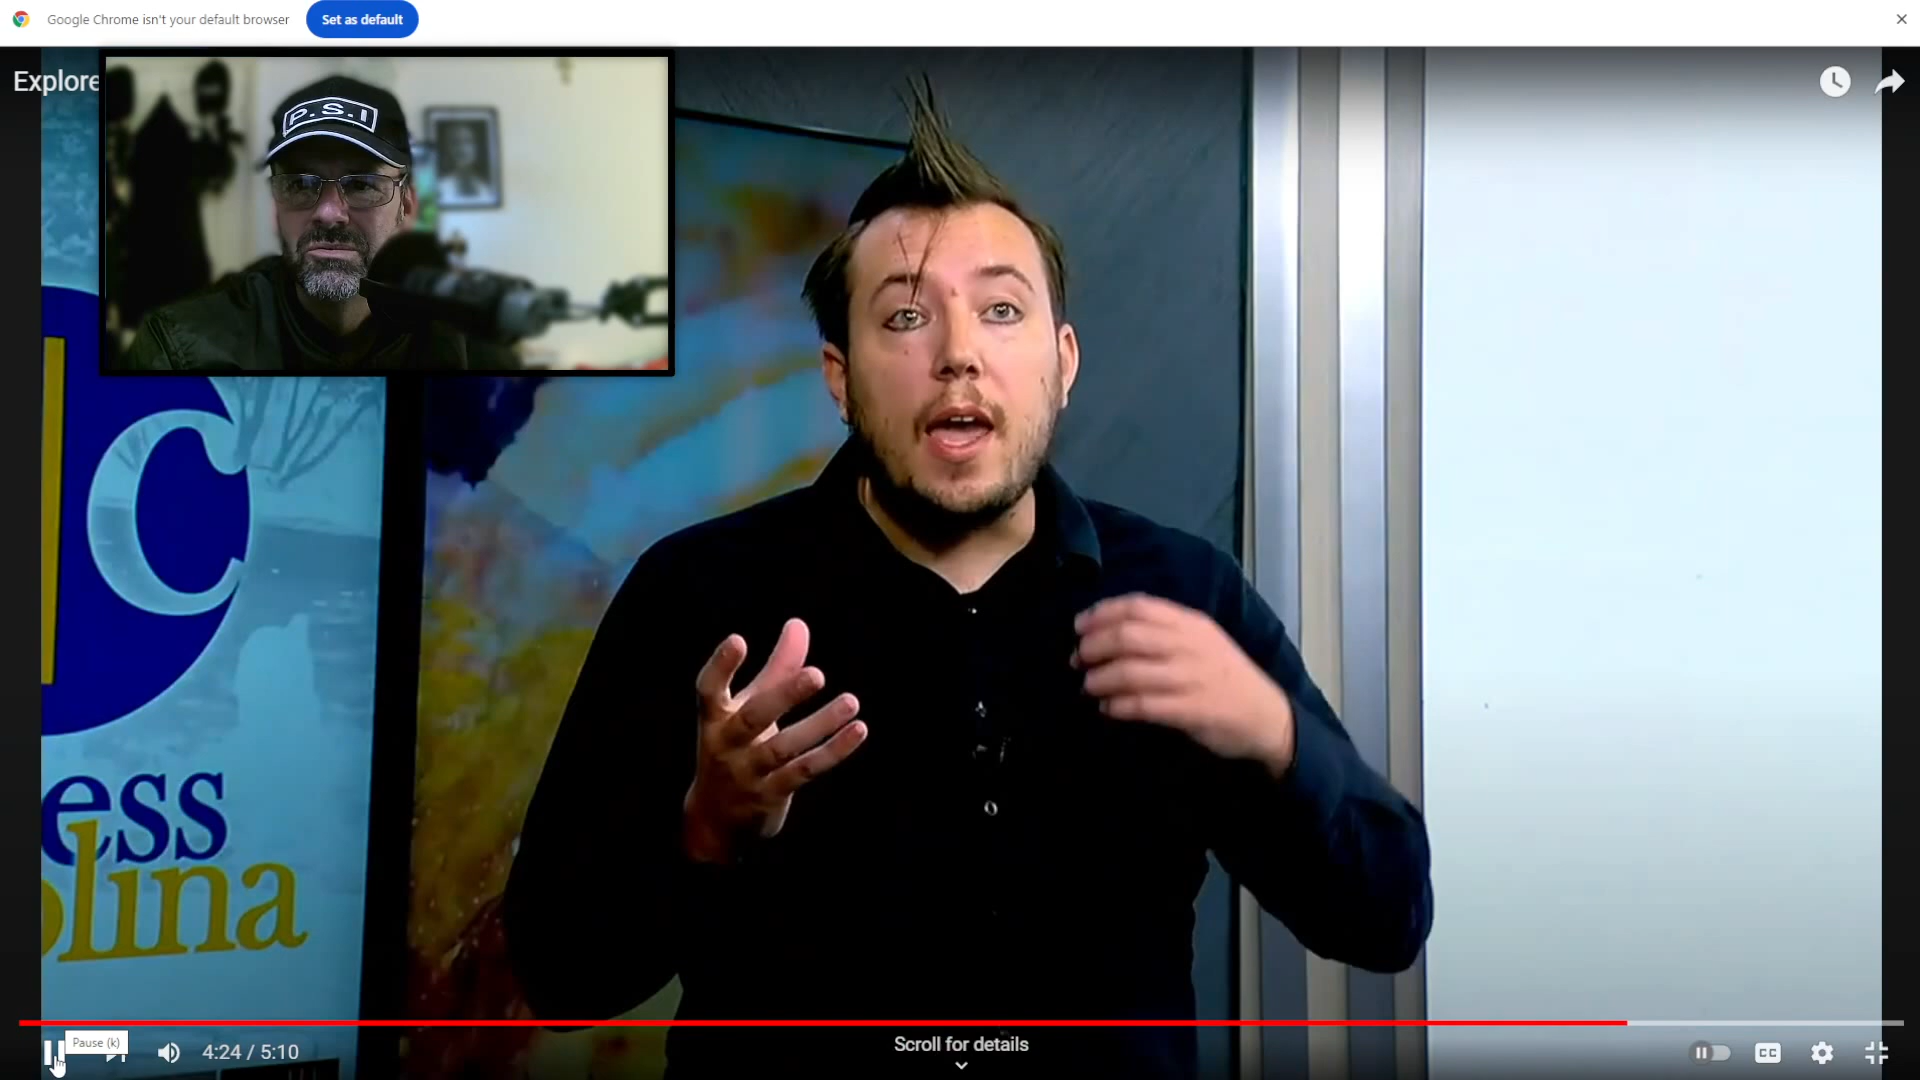 Google Chrome isn't your default browser
Set as default
Explore
P.S.I
c
ess
lina
Pause (k)
4:24 / 5:10
Scroll for details
CC